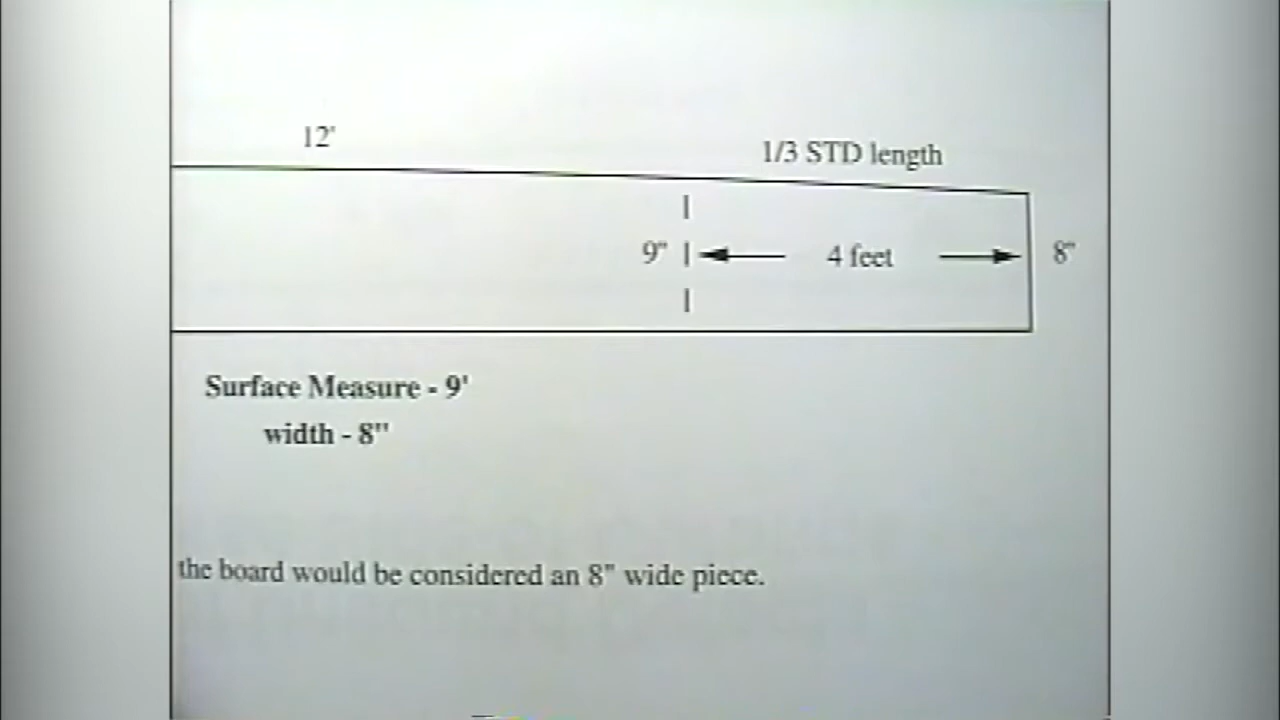 12'
1/3 STD length
9"
4 feet
8"
Surface Measure - 9'
width - 8"
the board would be considered an 8" wide piece.